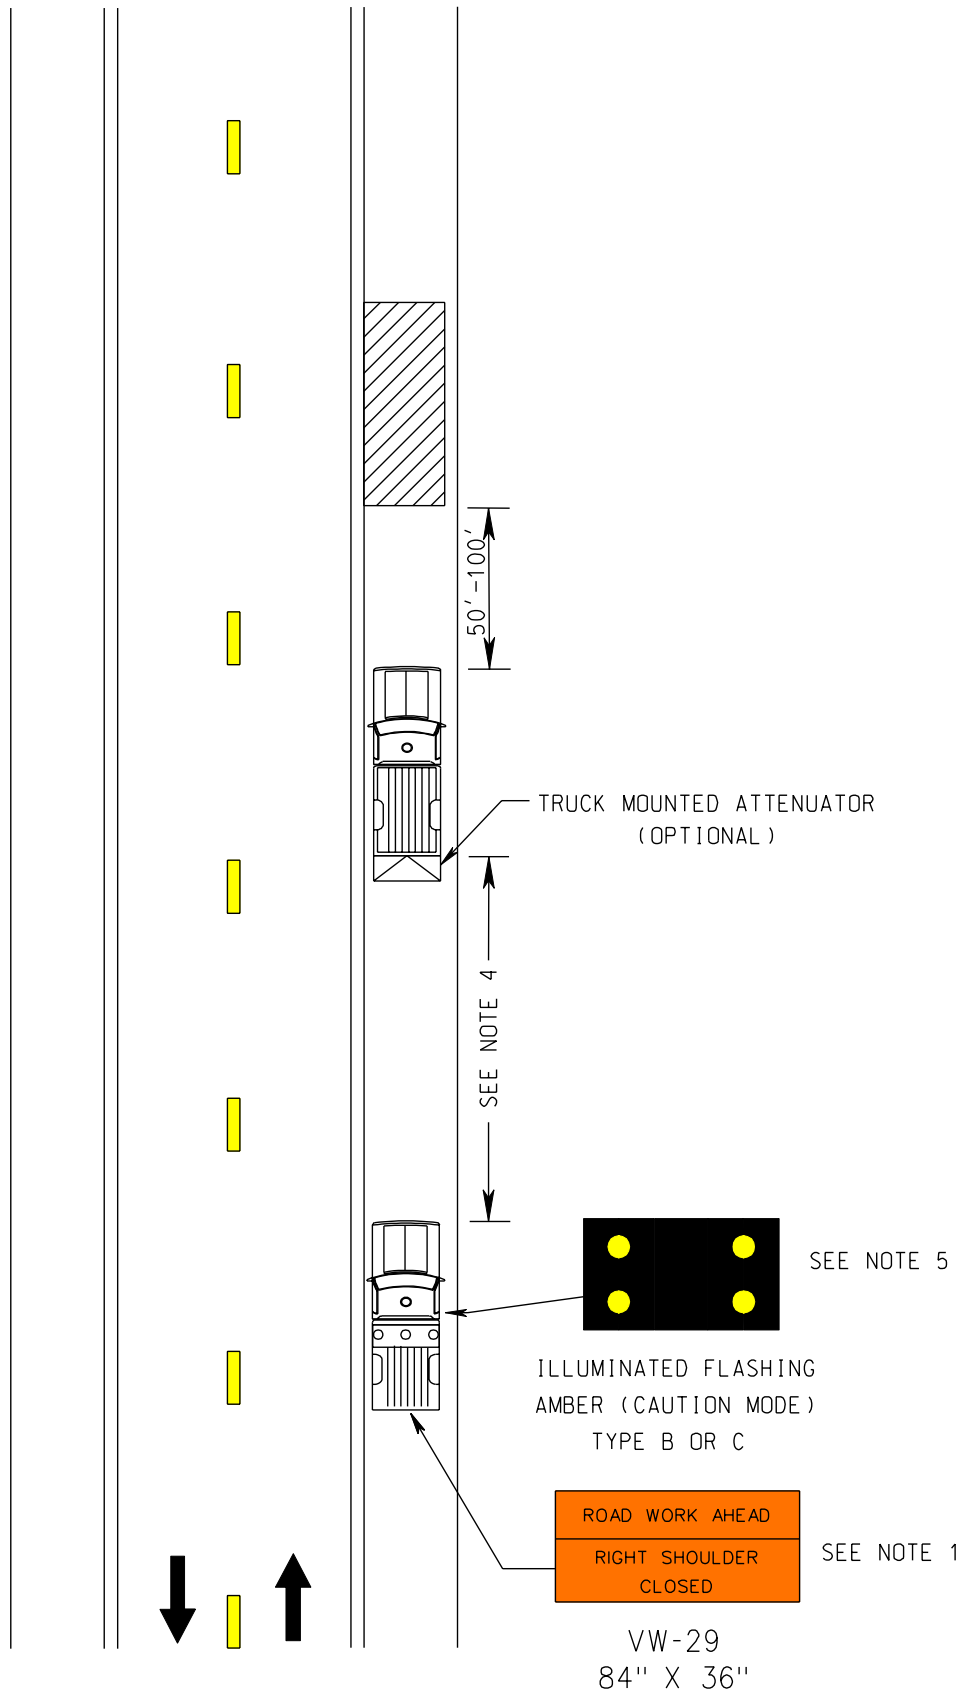 50'-100'
TRUCK MOUNTED ATTENUATOR
(OPTIONAL)
SEE NOTE 4
SEE NOTE 5
ILLUMINATED FLASHING
AMBER (CAUTION MODE)
TYPE B OR C
ROAD WORK AHEAD
RIGHT SHOULDER
CLOSED
SEE NOTE 1
VW-29
84" X 36"